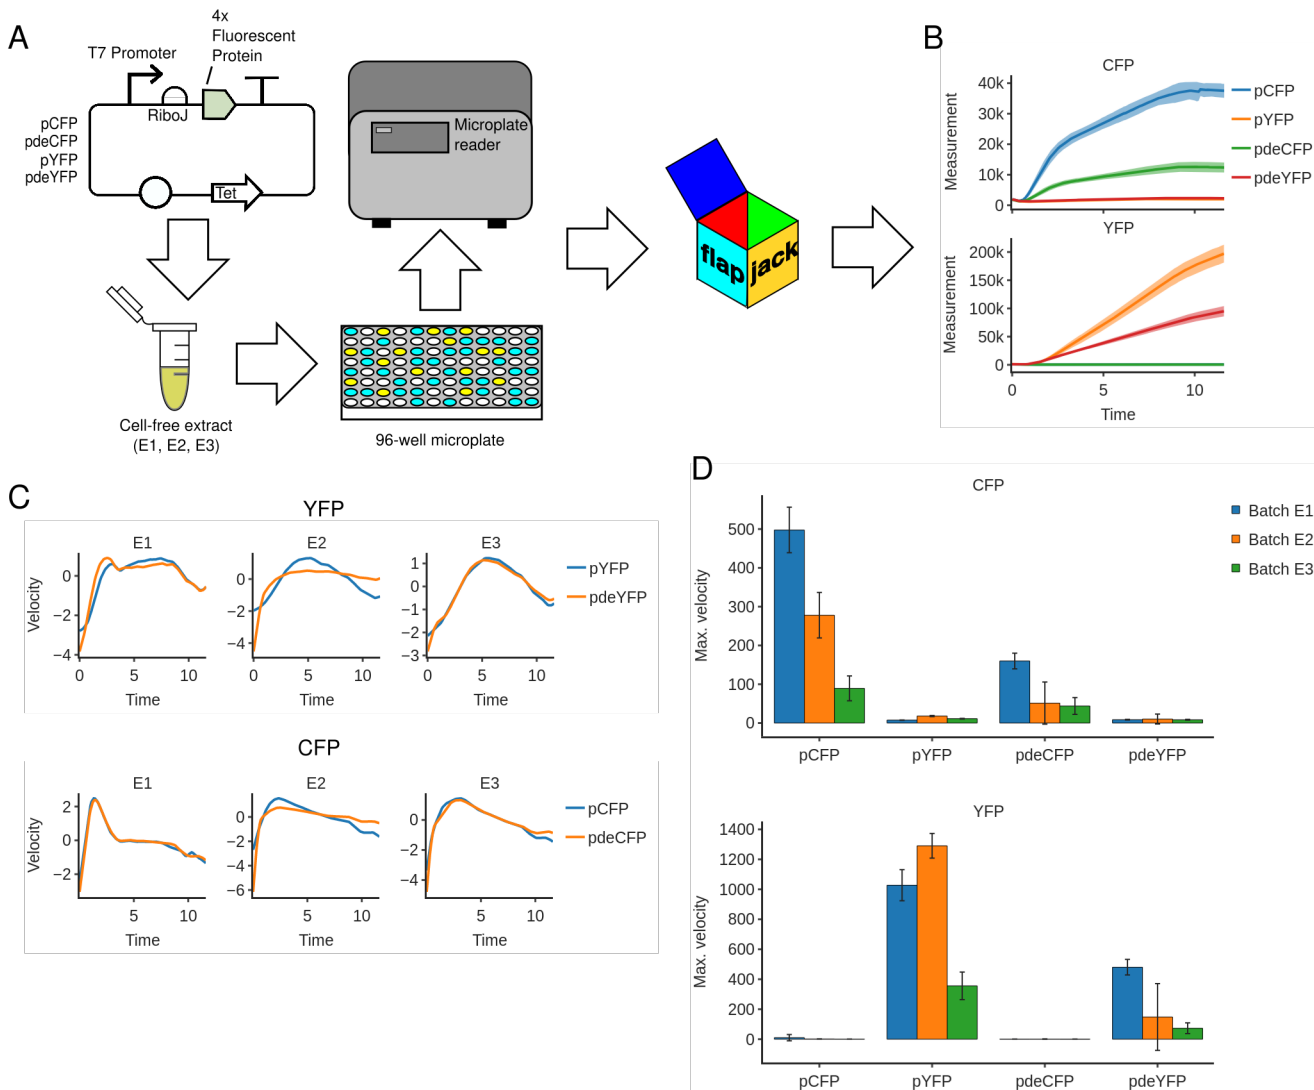 A
4x
Fluorescent
Protein
T7 Promoter
RiboJ
pCFP
pdeCFP
pYFP
pdeYFP
Tet
Microplate
reader
Cell-free extract
(E1, E2, E3)
96-well microplate
flap
jack
B
CFP
40k
30k
20k
10k
0
Measurement
pCFP
pYFP
pdeCFP
pdeYFP
YFP
200k
150k
100k
50k
0
Measurement
0
5
10
Time
C
YFP
E1
E2
E3
0
−2
−4
Velocity
0
5
10
Time
0
−2
−4
0
5
10
Time
1
0
−1
−2
−3
0
5
10
Time
pYFP
pdeYFP
CFP
E1
E2
E3
2
0
−2
Velocity
5
10
Time
0
−2
−4
−6
5
10
Time
0
−2
−4
5
10
Time
pCFP
pdeCFP
D
CFP
500
400
300
200
100
0
Max. velocity
pCFP
pYFP
pdeCFP
pdeYFP
Batch E1
Batch E2
Batch E3
YFP
1400
1200
1000
800
600
400
200
0
Max. velocity
pCFP
pYFP
pdeCFP
pdeYFP